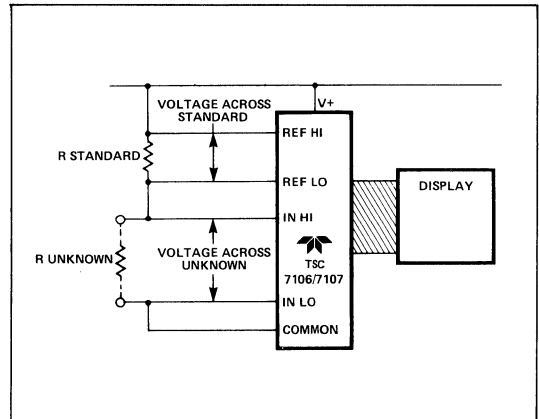 V+
VOLTAGE ACROSS
STANDARD
REF HI
R STANDARD
REF LO
DISPLAY
IN HI
R UNKNOWN
VOLTAGE ACROSS
UNKNOWN
TSC
7106/7107
IN LO
COMMON